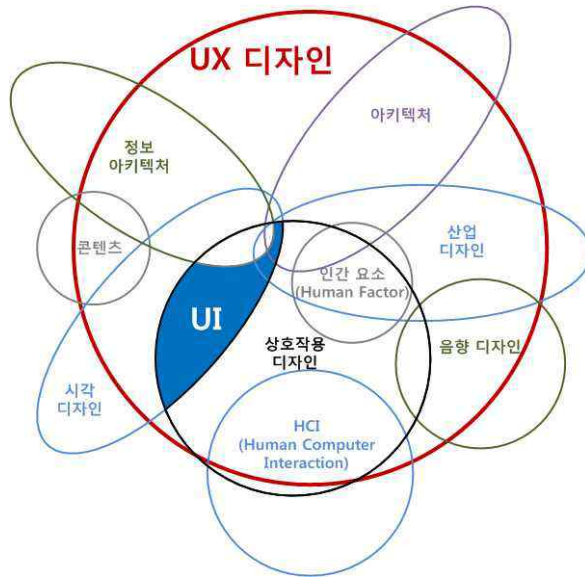 UX 디자인
아키텍처
정보
아키텍처
산업
디자인
콘텐츠
인간 요소
(Human Factor)
UI
상호작용
디자인
음향 디자인
시각
디자인
HCI
(Human Computer
Interaction)